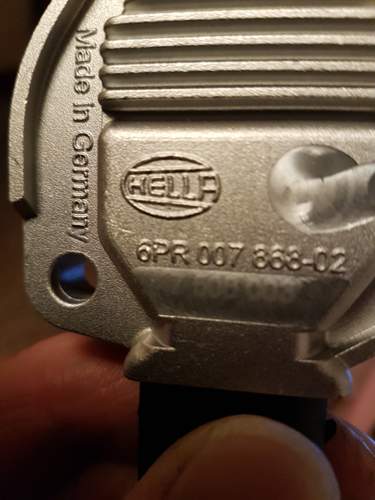 Made In Germany
HELLA
6PR 007 868-02